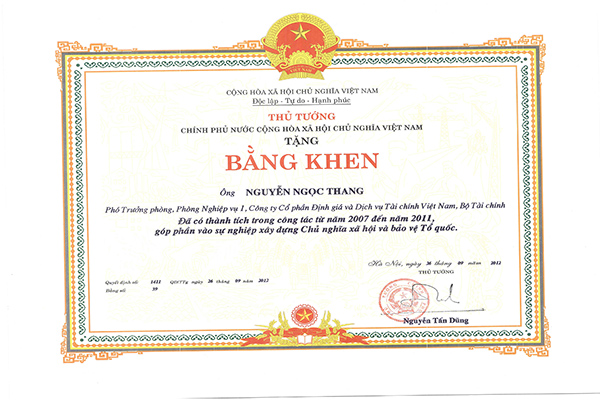 CỘNG HÒA XÃ HỘI CHỦ NGHĨA VIỆT NAM
Độc lập - Tự do - Hạnh phúc
THỦ TƯỚNG
CHÍNH PHỦ NƯỚC CỘNG HÒA XÃ HỘI CHỦ NGHĨA VIỆT NAM
TẶNG
BẰNG KHEN
Ông NGUYỄN NGỌC THANG
Phó Trưởng phòng, Phòng Nghiệp vụ 1, Công ty Cổ phần Định giá và Dịch vụ Tài chính Việt Nam, Bộ Tài chính
Đã có thành tích trong công tác từ năm 2007 đến năm 2011,
góp phần vào sự nghiệp xây dựng Chủ nghĩa xã hội và bảo vệ Tổ quốc.
Hà Nội, ngày 26 tháng 09 năm 2012
THỦ TƯỚNG
Quyết định số 1411 QĐ/TTg ngày 26 tháng 09 năm 2012
Bằng số 39
Nguyễn Tấn Dũng